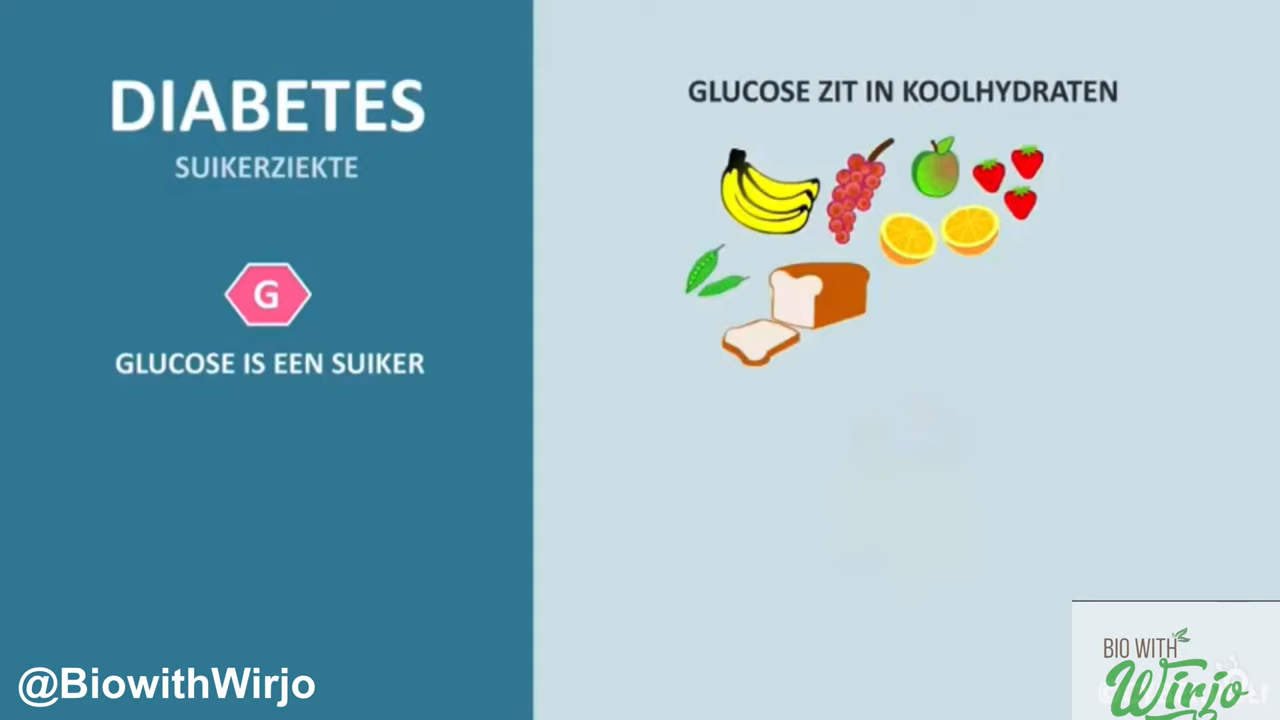 DIABETES
SUIKERZIEKTE
G
GLUCOSE IS EEN SUIKER
GLUCOSE ZIT IN KOOLHYDRATEN
@BiowithWirjo
BIO WITH
Wirjo